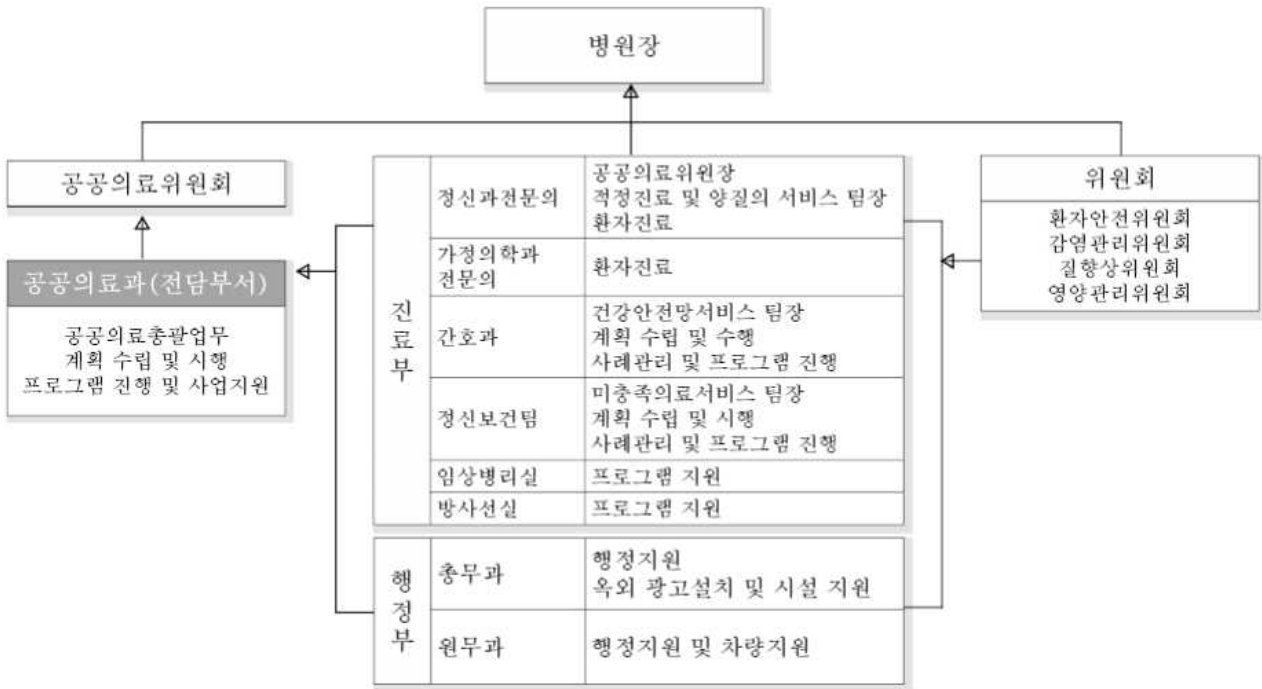 병원장
공공의료위원회
공공의료과(전담부서)
공공의료총괄업무
계획 수립 및 시행
프로그램 진행 및 사업지원
진료부
정신과전문의
공공의료위원장
적정진료 및 양질의 서비스 팀장
환자진료
가정의학과
전문의
환자진료
간호과
건강안전망서비스 팀장
계획 수립 및 수행
사례관리 및 프로그램 진행
정신보건팀
미충족의료서비스 팀장
계획 수립 및 시행
사례관리 및 프로그램 진행
임상병리실
프로그램 지원
방사선실
프로그램 지원
행정부
총무과
행정지원
옥외 광고설치 및 시설 지원
원무과
행정지원 및 차량지원
위원회
환자안전위원회
감염관리위원회
질향상위원회
영양관리위원회